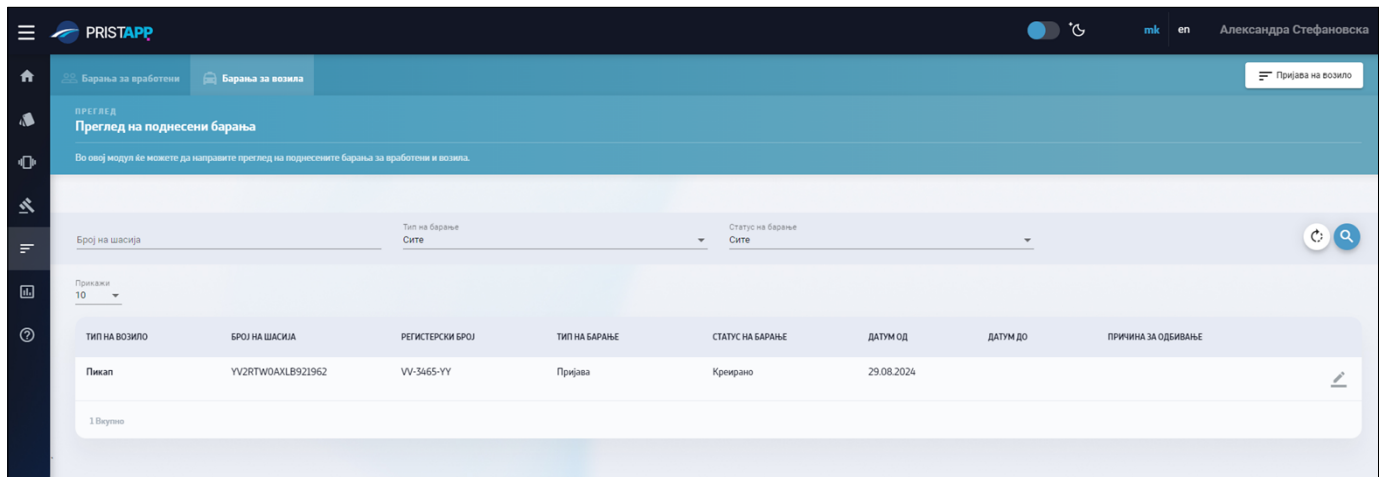 PRISTAPP
mk en Александра Стефановска
Барања за вработени Барања за возила Пријава на возило
ПРЕГЛЕД
Преглед на поднесени барања
Во овој модул ќе можете да направите преглед на поднесените барања за вработени и возила.
Број на шасија
Тип на барање
Сите
Статус на барање
Сите
Прикажи
10
ТИП НА ВОЗИЛО БРОЈ НА ШАСИЈА РЕГИСТЕРСКИ БРОЈ ТИП НА БАРАЊЕ СТАТУС НА БАРАЊЕ ДАТУМ ОД ДАТУМ ДО ПРИЧИНА ЗА ОДБИВАЊЕ
Пикап YV2RTW0AXLB921962 VV-3465-YY Пријава Креирано 29.08.2024
1 Вкупно